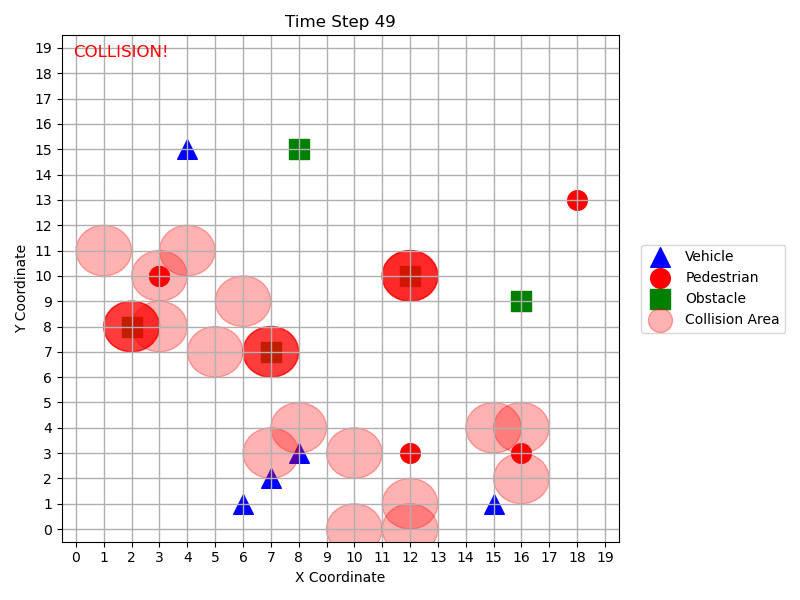 Time Step 49
COLLISION!
19
18
17
16
15
14
13
12
11
10
9
8
7
6
5
4
3
2
1
0
Y Coordinate
0 1 2 3 4 5 6 7 8 9 10 11 12 13 14 15 16 17 18 19
X Coordinate
Vehicle
Pedestrian
Obstacle
Collision Area